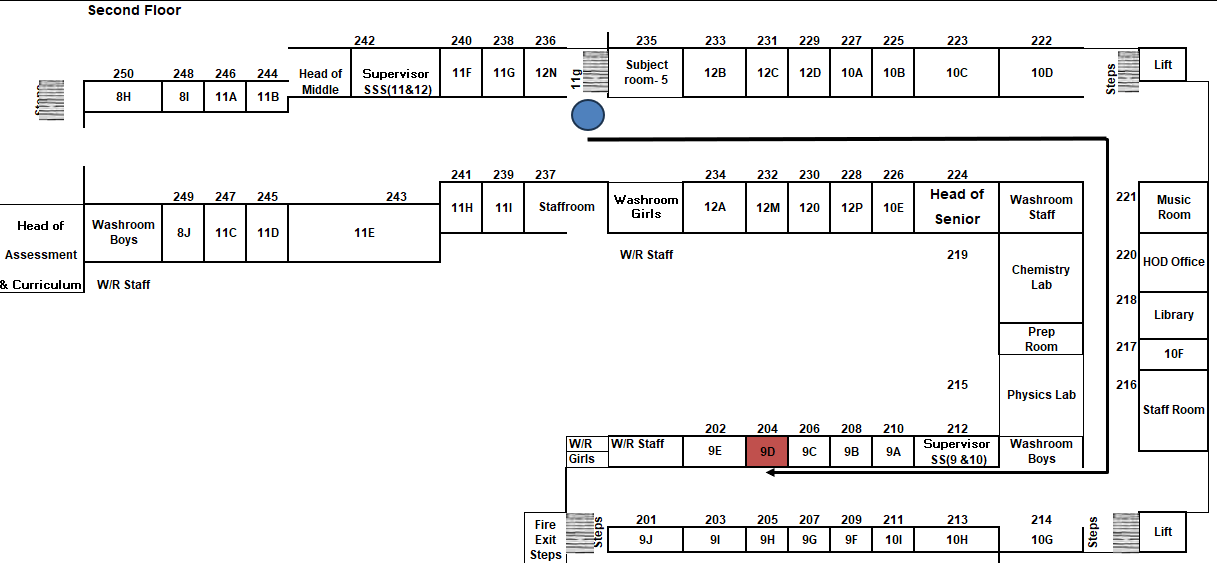 Second Floor
242 240 238 236 235 233 231 229 227 225 223 222
250 248 246 244
Head of Middle
Supervisor SSS(11&12)
11F 11G 12N
11g
Subject room- 5
12B 12C 12D 10A 10B 10C 10D
Steps
Lift
8H 8I 11A 11B
241 239 237 234 232 230 228 226 224
249 247 245 243
11H 11I Staffroom
Washroom Girls
12A 12M 120 12P 10E
Head of Senior
Washroom Staff
221
Music Room
Head of Assessment & Curriculum
Washroom Boys
8J 11C 11D 11E
W/R Staff
W/R Staff
219
Chemistry Lab
220
HOD Office
218
Library
Prep Room
217
10F
215
Physics Lab
216
Staff Room
202 204 206 208 210 212
W/R Girls
W/R Staff
9E 9D 9C 9B 9A
Supervisor SS(9 &10)
Washroom Boys
201 203 205 207 209 211 213 214
Fire Exit Steps
Steps
9J 9I 9H 9G 9F 10I 10H 10G
Steps
Lift